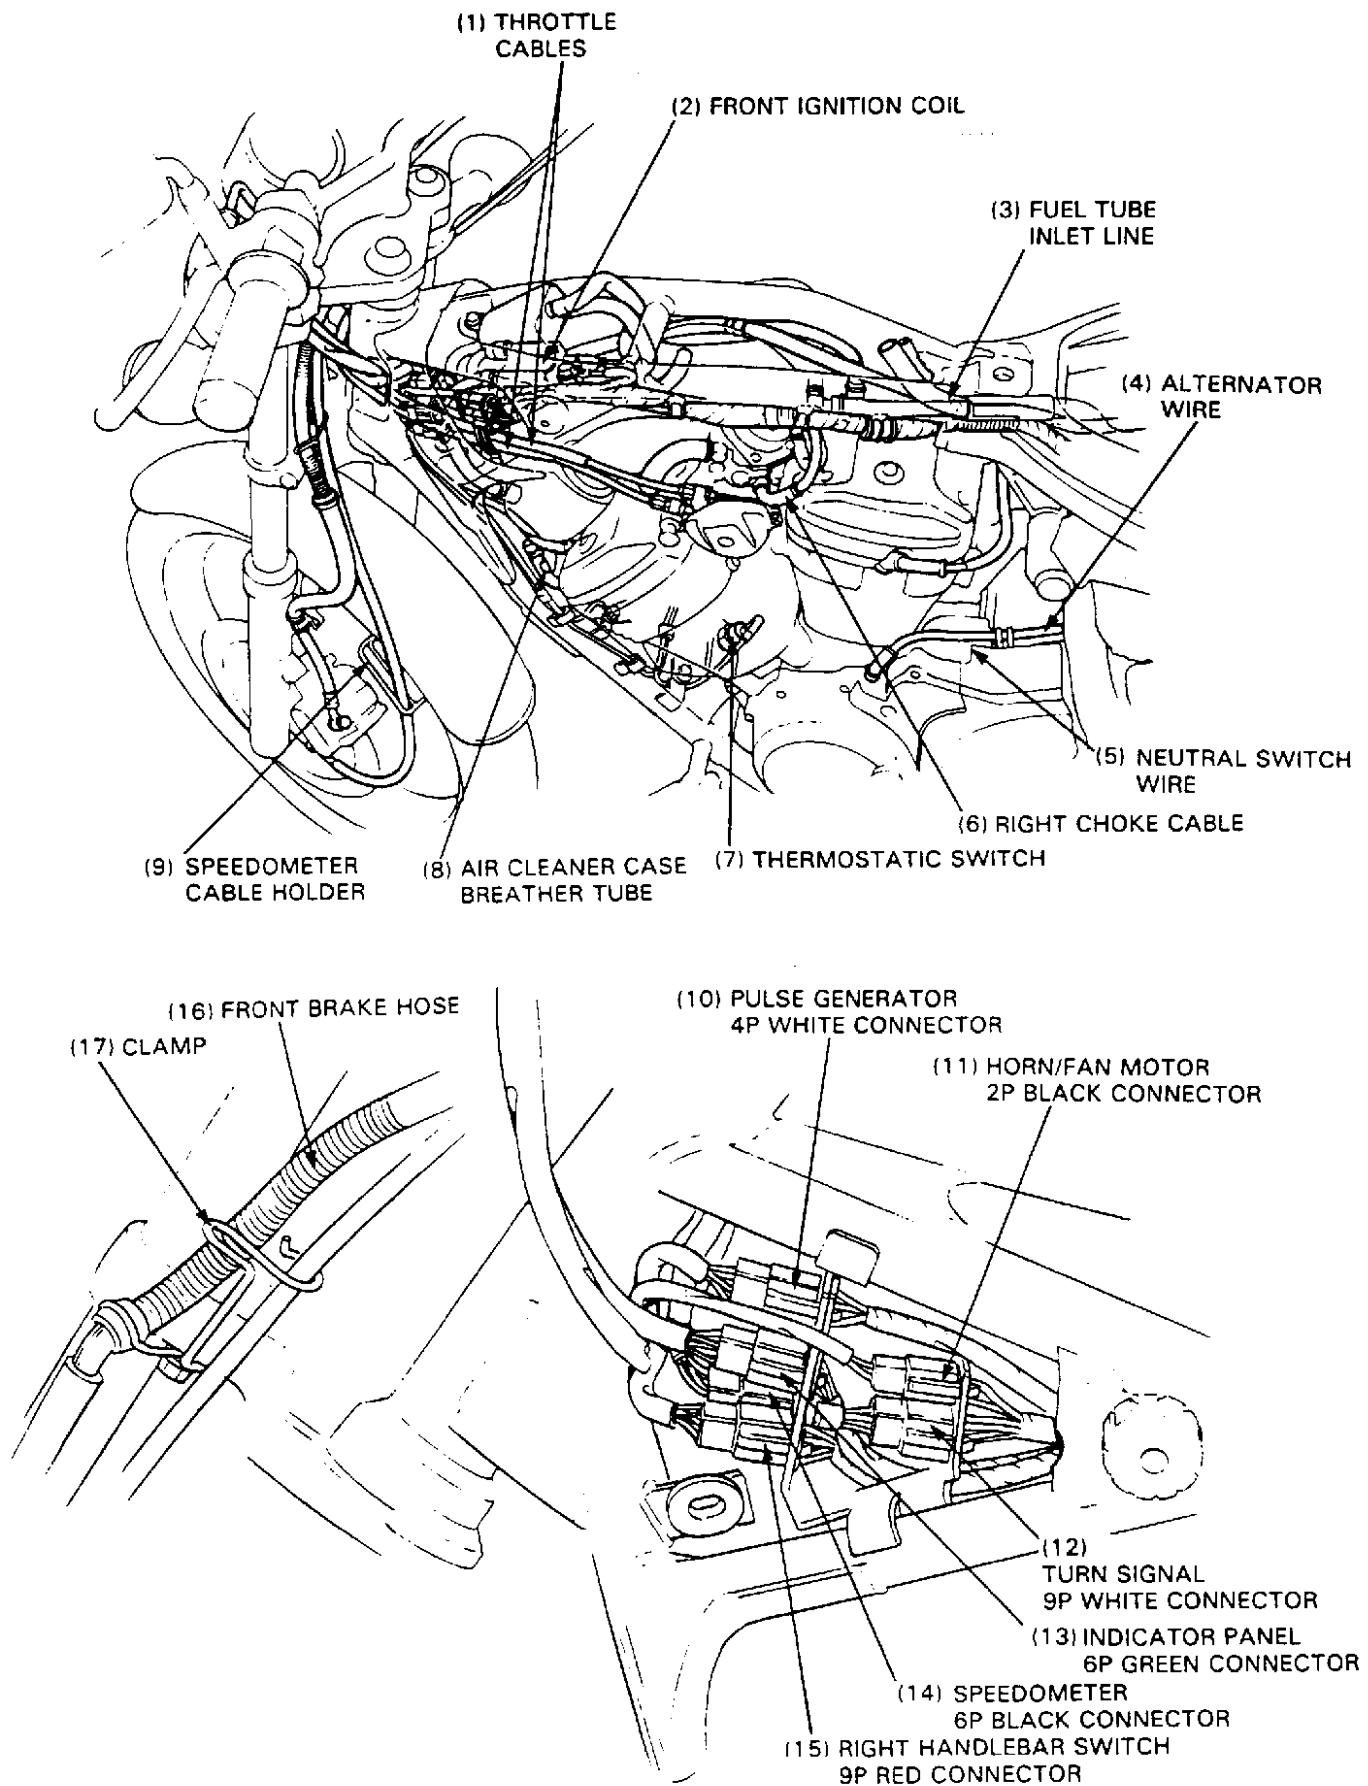 (1) THROTTLE
CABLES
(2) FRONT IGNITION COIL
(3) FUEL TUBE
INLET LINE
(4) ALTERNATOR
WIRE
(5) NEUTRAL SWITCH
WIRE
(6) RIGHT CHOKE CABLE
(7) THERMOSTATIC SWITCH
(8) AIR CLEANER CASE
BREATHER TUBE
(9) SPEEDOMETER
CABLE HOLDER
(10) PULSE GENERATOR
4P WHITE CONNECTOR
(11) HORN/FAN MOTOR
2P BLACK CONNECTOR
(12)
TURN SIGNAL
9P WHITE CONNECTOR
(13) INDICATOR PANEL
6P GREEN CONNECTOR
(14) SPEEDOMETER
6P BLACK CONNECTOR
(15) RIGHT HANDLEBAR SWITCH
9P RED CONNECTOR
(16) FRONT BRAKE HOSE
(17) CLAMP